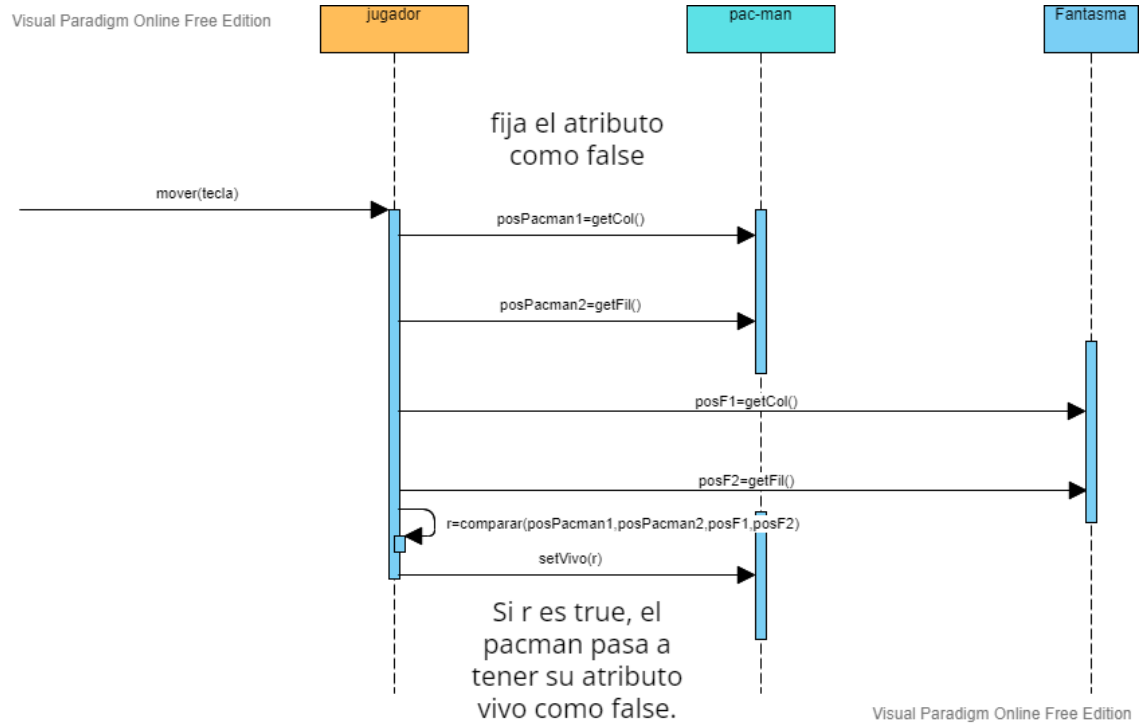 Visual Paradigm Online Free Edition
jugador
pac-man
Fantasma
fija el atributo
como false
mover(tecla)
posPacman1=getCol()
posPacman2=getFil()
posF1=getCol()
posF2=getFil()
r=comparar(posPacman1,posPacman2,posF1,posF2)
setVivo(r)
Si r es true, el
pacman pasa a
tener su atributo
vivo como false.
Visual Paradigm Online Free Edition